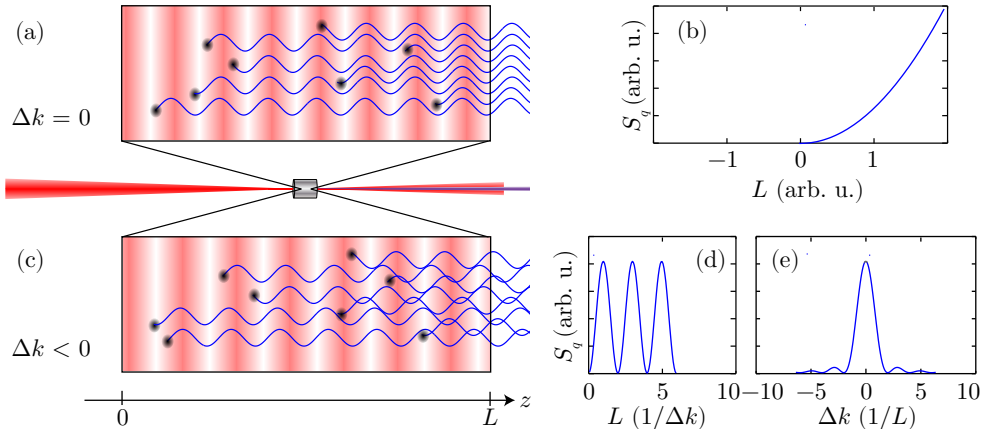 (a)
Δk = 0
(b)
S_q (arb. u.)
−1 0 1
L (arb. u.)
(c)
Δk < 0
0 L z
(d)
S_q (arb. u.)
0 5 10
L (1/Δk)
(e)
−10 −5 0 5 10
Δk (1/L)